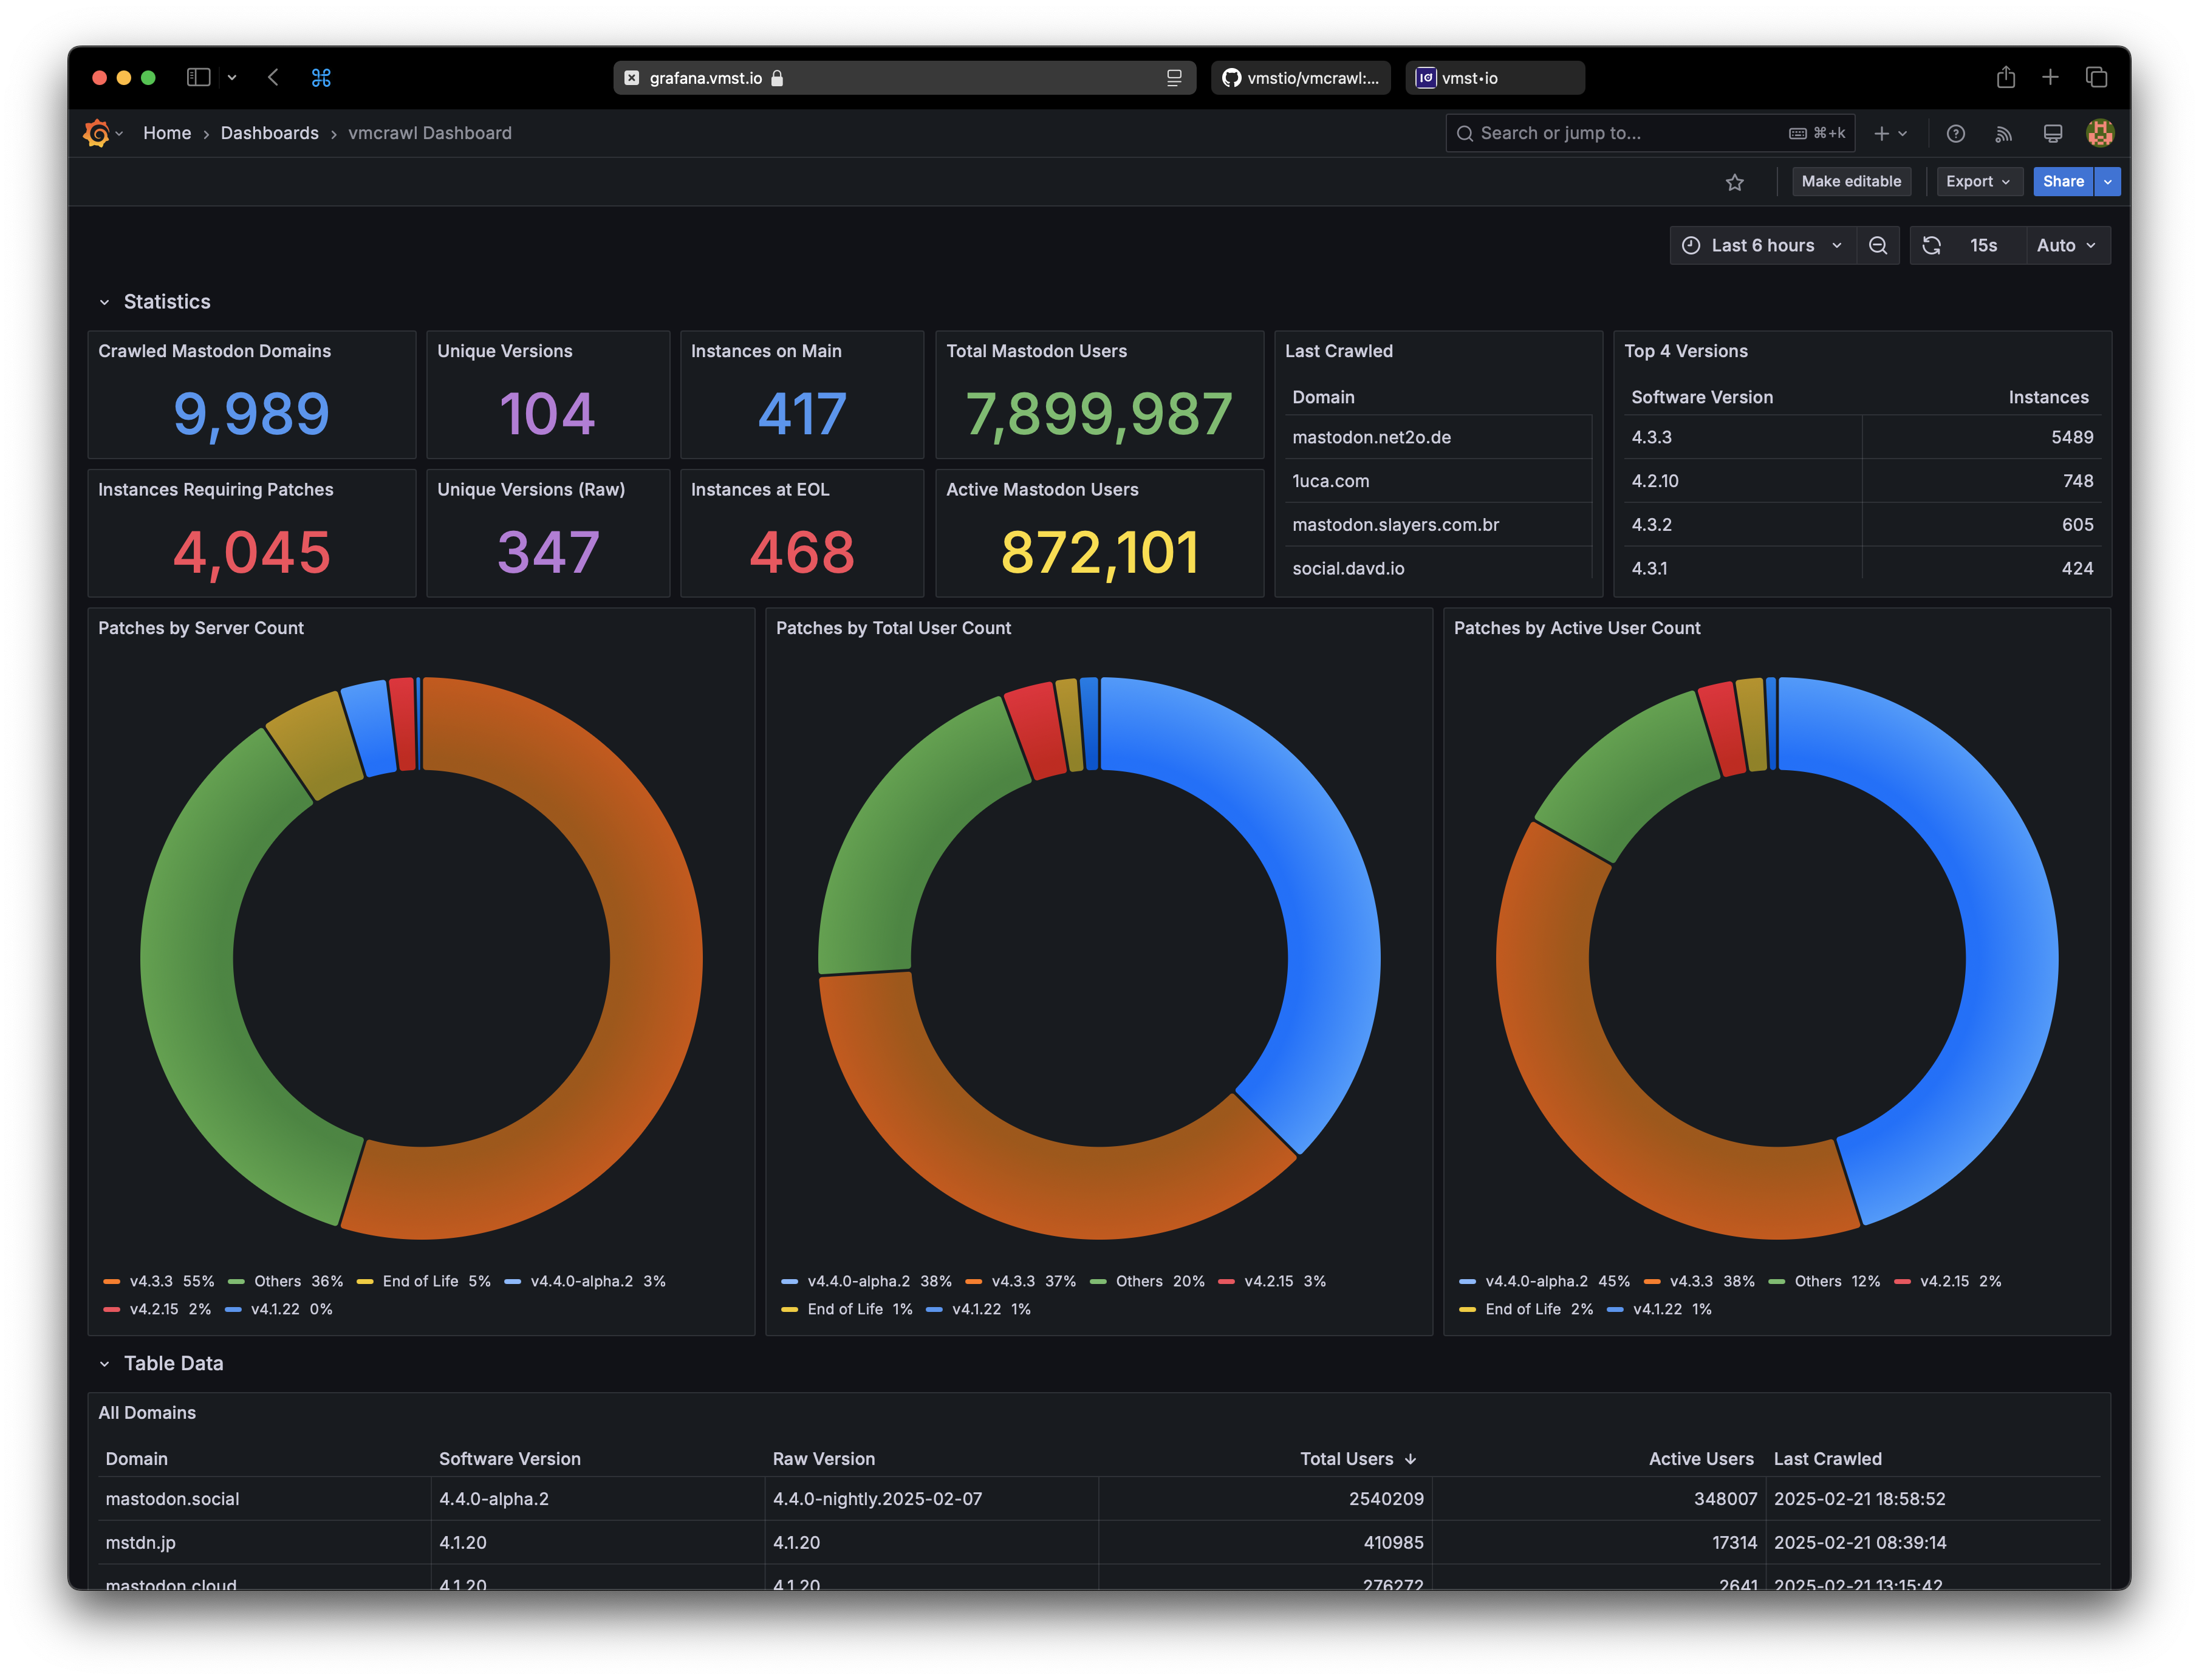 grafana.vmst.io
vmstio/vmcrawl:...
vmst•io
Home > Dashboards > vmcrawl Dashboard
Search or jump to...
⌘+k
Make editable
Export
Share
Last 6 hours
15s
Auto
Statistics
Crawled Mastodon Domains
9,989
Unique Versions
104
Instances on Main
417
Total Mastodon Users
7,899,987
Instances Requiring Patches
4,045
Unique Versions (Raw)
347
Instances at EOL
468
Active Mastodon Users
872,101
Last Crawled
Domain
mastodon.net2o.de
1uca.com
mastodon.slayers.com.br
social.davd.io
Top 4 Versions
Software Version Instances
4.3.3 5489
4.2.10 748
4.3.2 605
4.3.1 424
Patches by Server Count
v4.3.3 55% Others 36% End of Life 5% v4.4.0-alpha.2 3%
v4.2.15 2% v4.1.22 0%
Patches by Total User Count
v4.4.0-alpha.2 38% v4.3.3 37% Others 20% v4.2.15 3%
End of Life 1% v4.1.22 1%
Patches by Active User Count
v4.4.0-alpha.2 45% v4.3.3 38% Others 12% v4.2.15 2%
End of Life 2% v4.1.22 1%
Table Data
All Domains
Domain Software Version Raw Version Total Users Active Users Last Crawled
mastodon.social 4.4.0-alpha.2 4.4.0-nightly.2025-02-07 2540209 348007 2025-02-21 18:58:52
mstdn.jp 4.1.20 4.1.20 410985 17314 2025-02-21 08:39:14
mastodon.cloud 4.1.20 4.1.20 276272 2641 2025-02-21 13:15:42